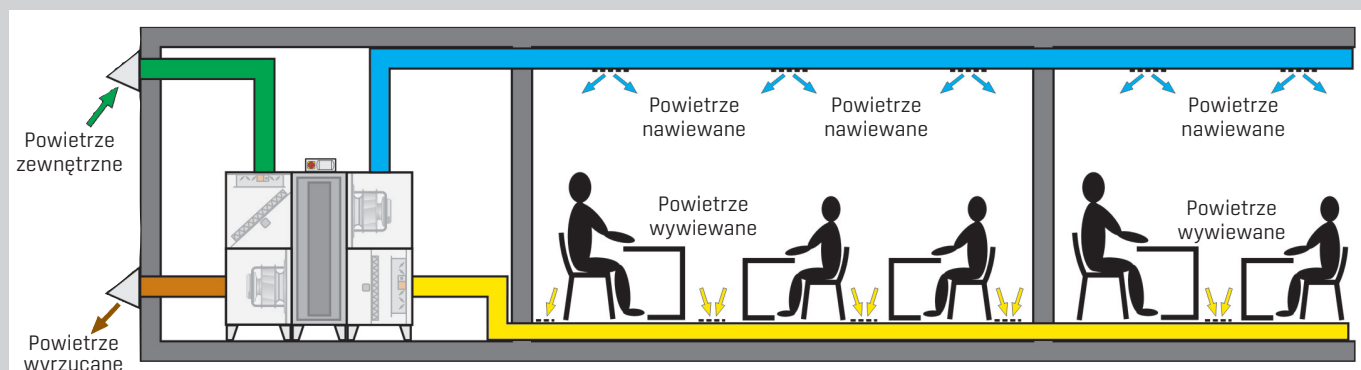 Powietrze
zewnętrzne
Powietrze
nawiewane
Powietrze
nawiewane
Powietrze
nawiewane
Powietrze
wywiewane
Powietrze
wywiewane
Powietrze
wyrzucane